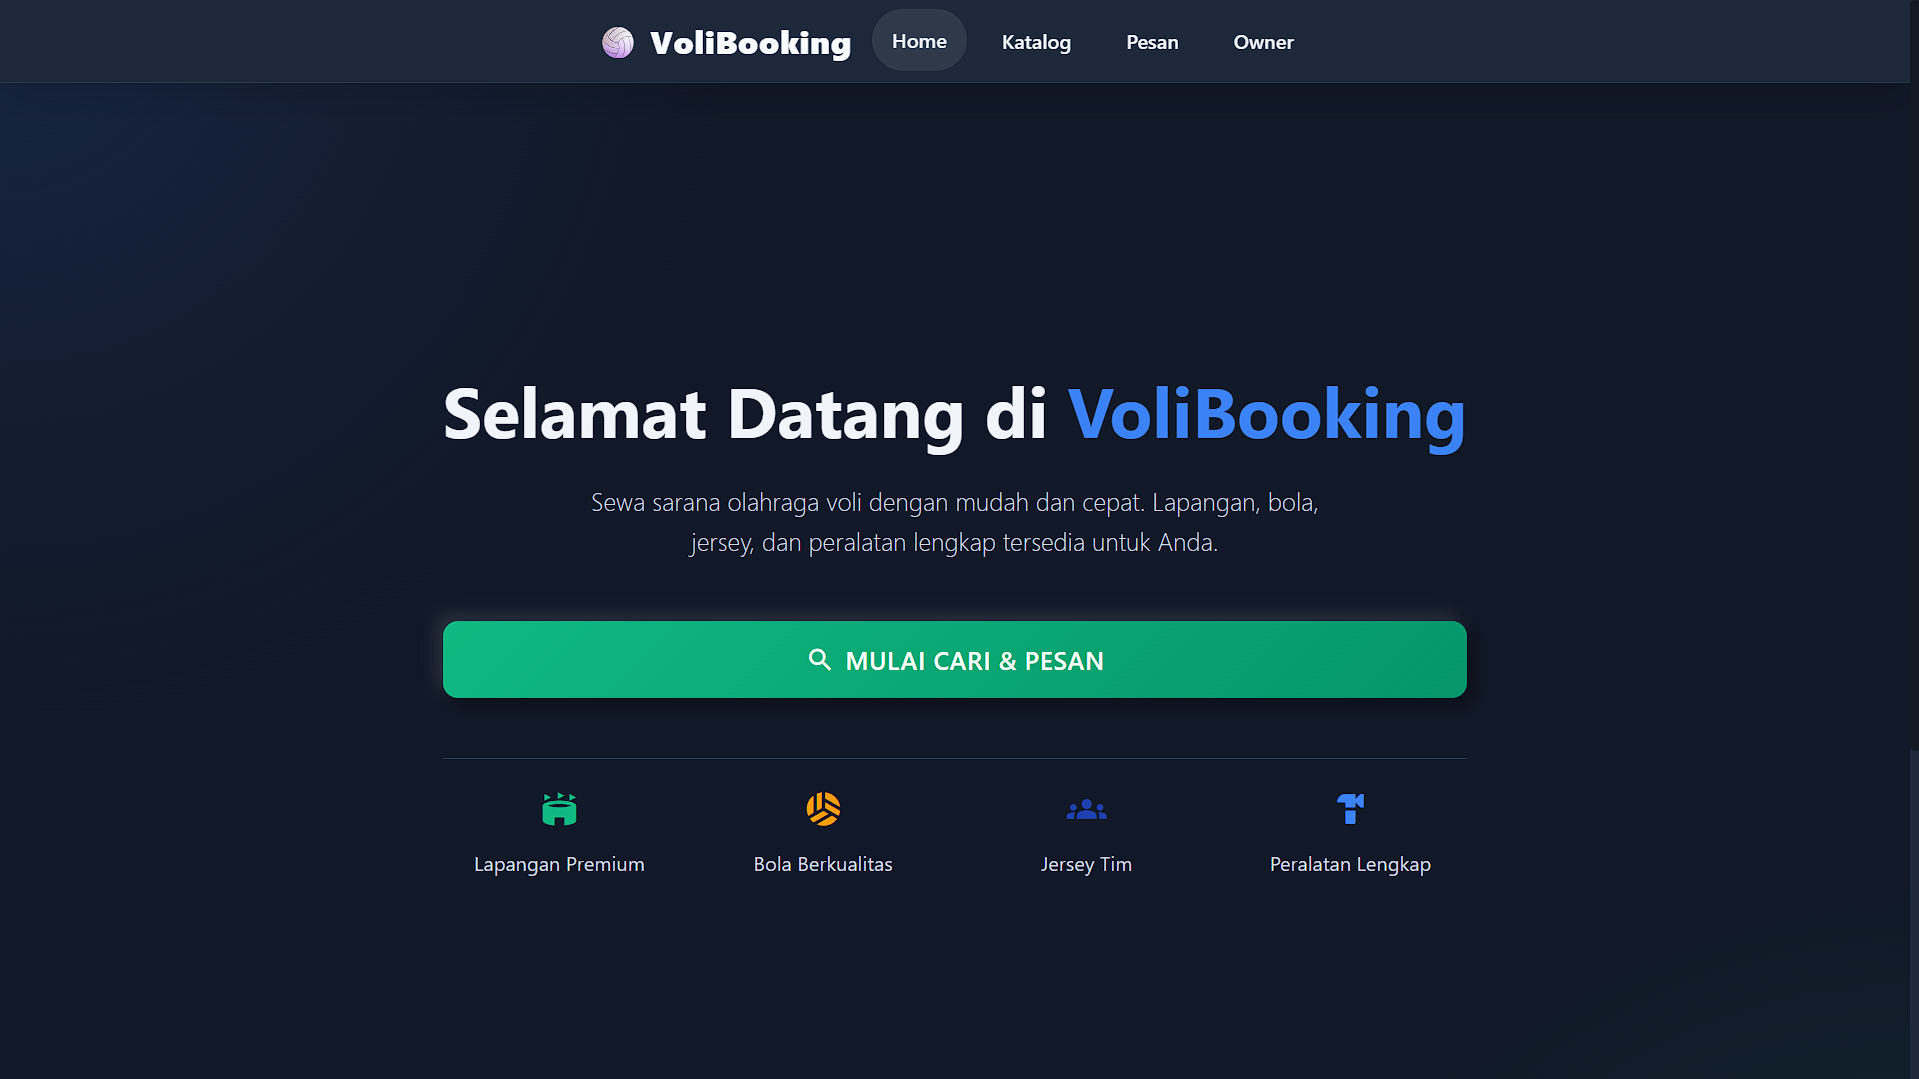 VoliBooking
Home
Katalog
Pesan
Owner
Selamat Datang di VoliBooking
Sewa sarana olahraga voli dengan mudah dan cepat. Lapangan, bola,
jersey, dan peralatan lengkap tersedia untuk Anda.
MULAI CARI & PESAN
Lapangan Premium
Bola Berkualitas
Jersey Tim
Peralatan Lengkap